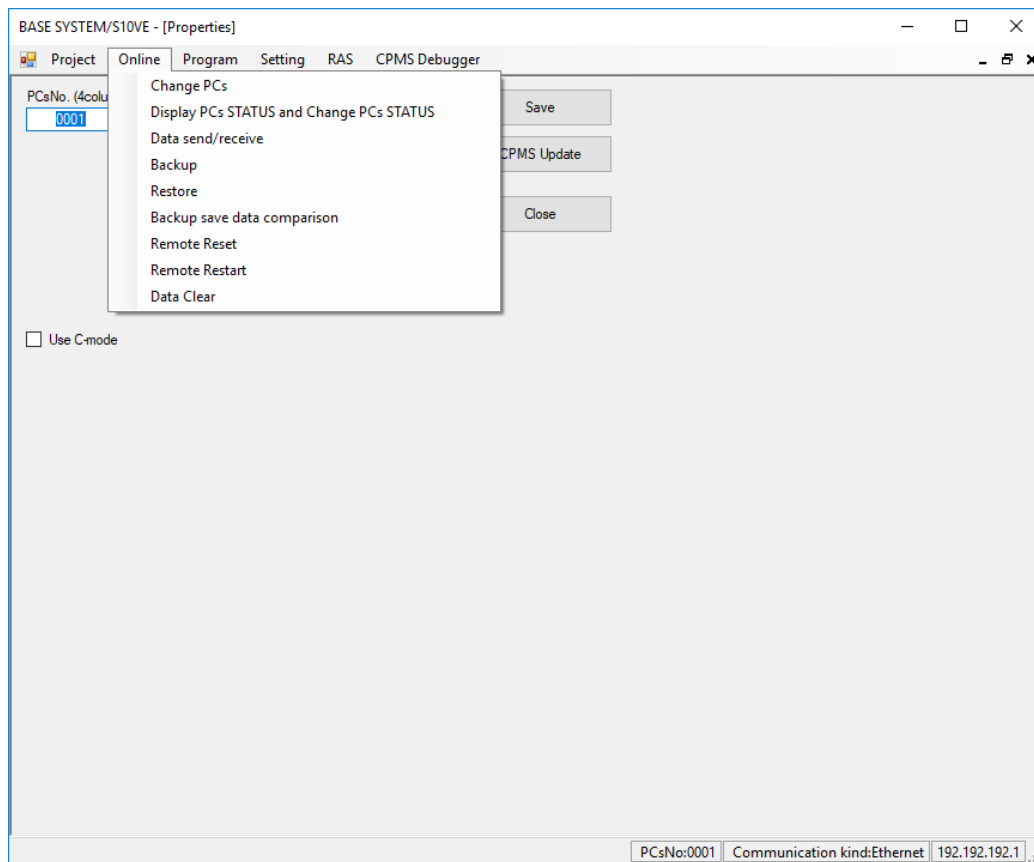 BASE SYSTEM/S10VE - [Properties]
Project Online Program Setting RAS CPMS Debugger
PCsNo. (4colu
0001
Change PCs
Display PCs STATUS and Change PCs STATUS
Data send/receive
Backup
Restore
Backup save data comparison
Remote Reset
Remote Restart
Data Clear
Save
CPMS Update
Close
Use C-mode
PCsNo:0001 Communication kind:Ethernet 192.192.192.1